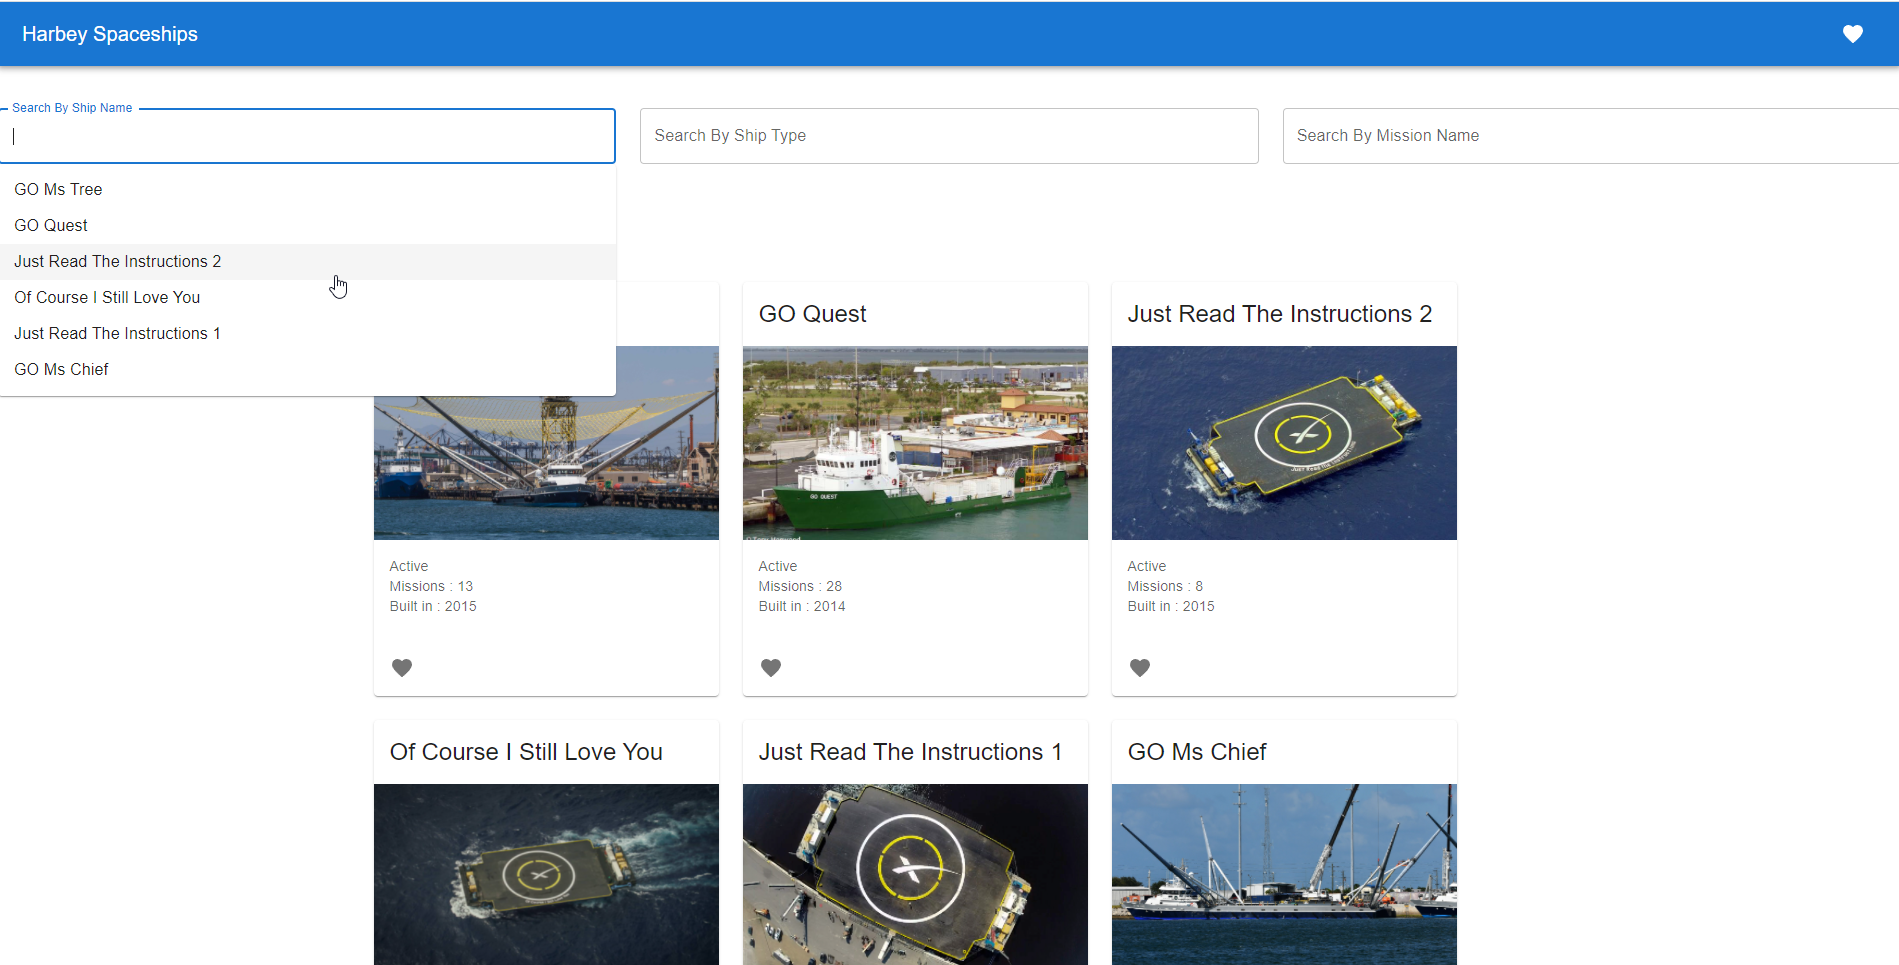 Harbey Spaceships
Search By Ship Name
Search By Ship Type
Search By Mission Name
GO Ms Tree
GO Quest
Just Read The Instructions 2
Of Course I Still Love You
Just Read The Instructions 1
GO Ms Chief
GO Quest
Just Read The Instructions 2
GO QUEST
Active
Missions : 13
Built in : 2015
Active
Missions : 28
Built in : 2014
Active
Missions : 8
Built in : 2015
Of Course I Still Love You
Just Read The Instructions 1
GO Ms Chief